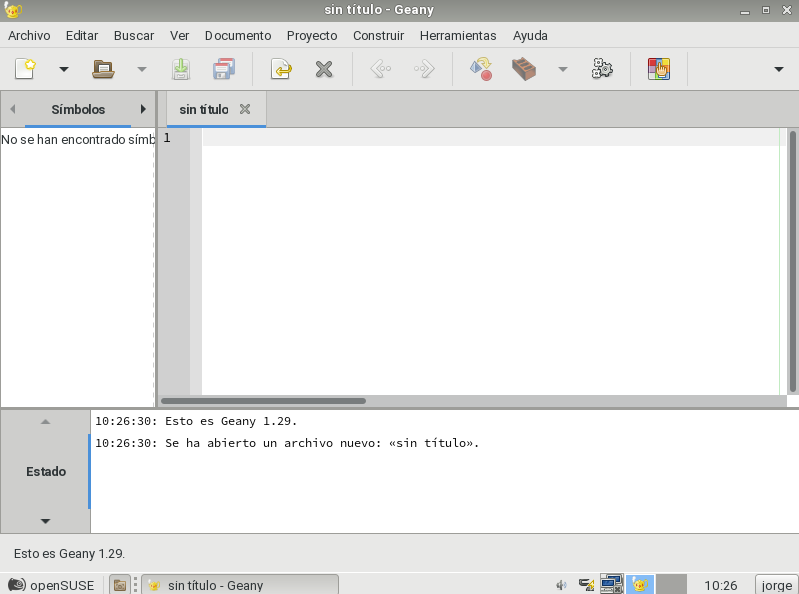 sin título - Geany
Archivo Editar Buscar Ver Documento Proyecto Construir Herramientas Ayuda
Símbolos
sin título
No se han encontrado símb
1
10:26:30: Esto es Geany 1.29.
10:26:30: Se ha abierto un archivo nuevo: «sin título».
Estado
Esto es Geany 1.29.
openSUSE
sin título - Geany
10:26
jorge